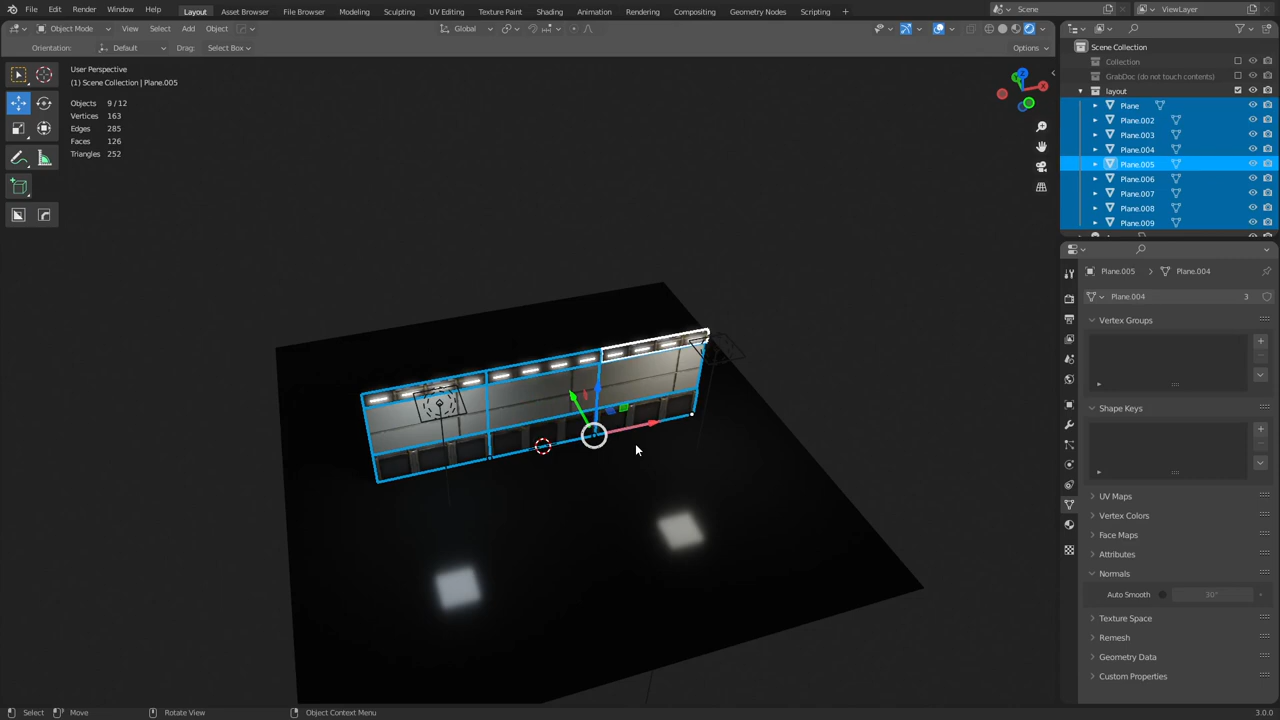 File Edit Render Window Help Layout Asset Browser File Browser Modeling Sculpting UV Editing Texture Paint Shading Animation Rendering Compositing Geometry Nodes Scripting + Scene ViewLayer
Object Mode View Select Add Object Global
Orientation: Default Drag: Select Box Options
User Perspective
(1) Scene Collection | Plane.005
Objects 9 / 12
Vertices 163
Edges 285
Faces 126
Triangles 252
Scene Collection
Collection
GrabDoc (do not touch contents)
layout
Plane
Plane.002
Plane.003
Plane.004
Plane.005
Plane.006
Plane.007
Plane.008
Plane.009
Plane.005 > Plane.004
Plane.004 3
Vertex Groups
Shape Keys
UV Maps
Vertex Colors
Face Maps
Attributes
Normals
Auto Smooth 30°
Texture Space
Remesh
Geometry Data
Custom Properties
Select Move Rotate View Object Context Menu 3.0.0